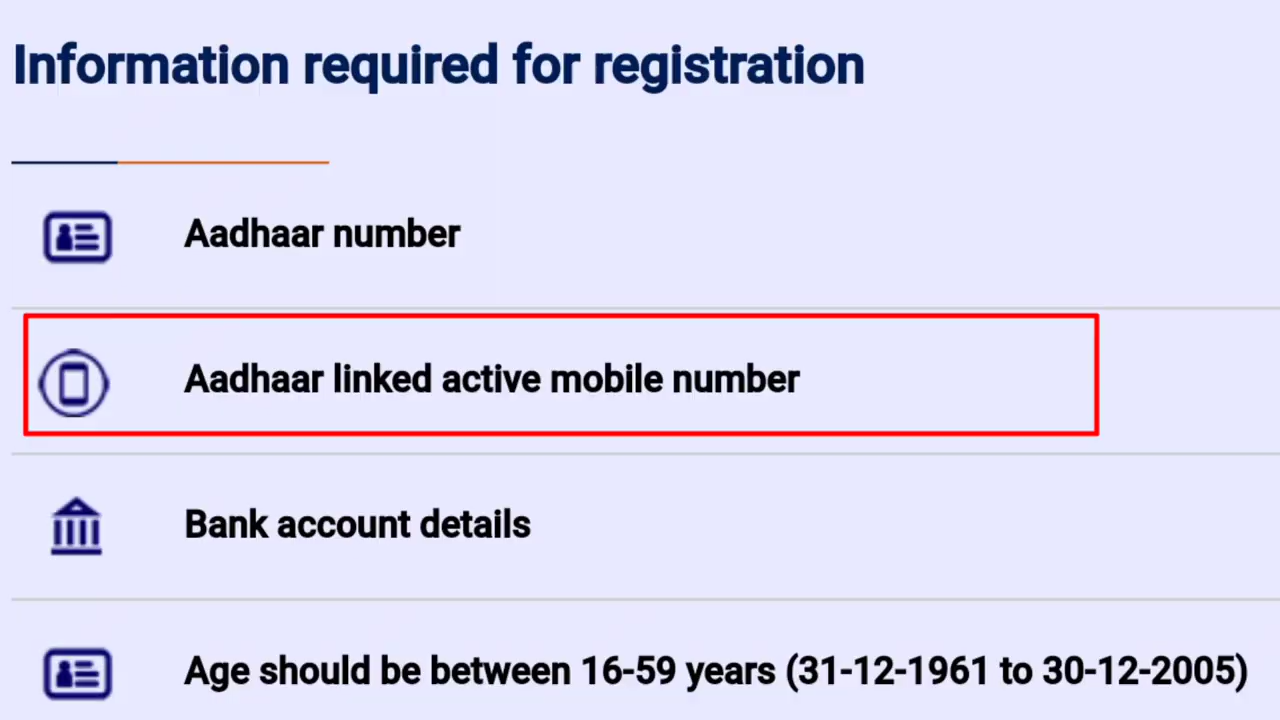 Information required for registration
Aadhaar number
Aadhaar linked active mobile number
Bank account details
Age should be between 16-59 years (31-12-1961 to 30-12-2005)